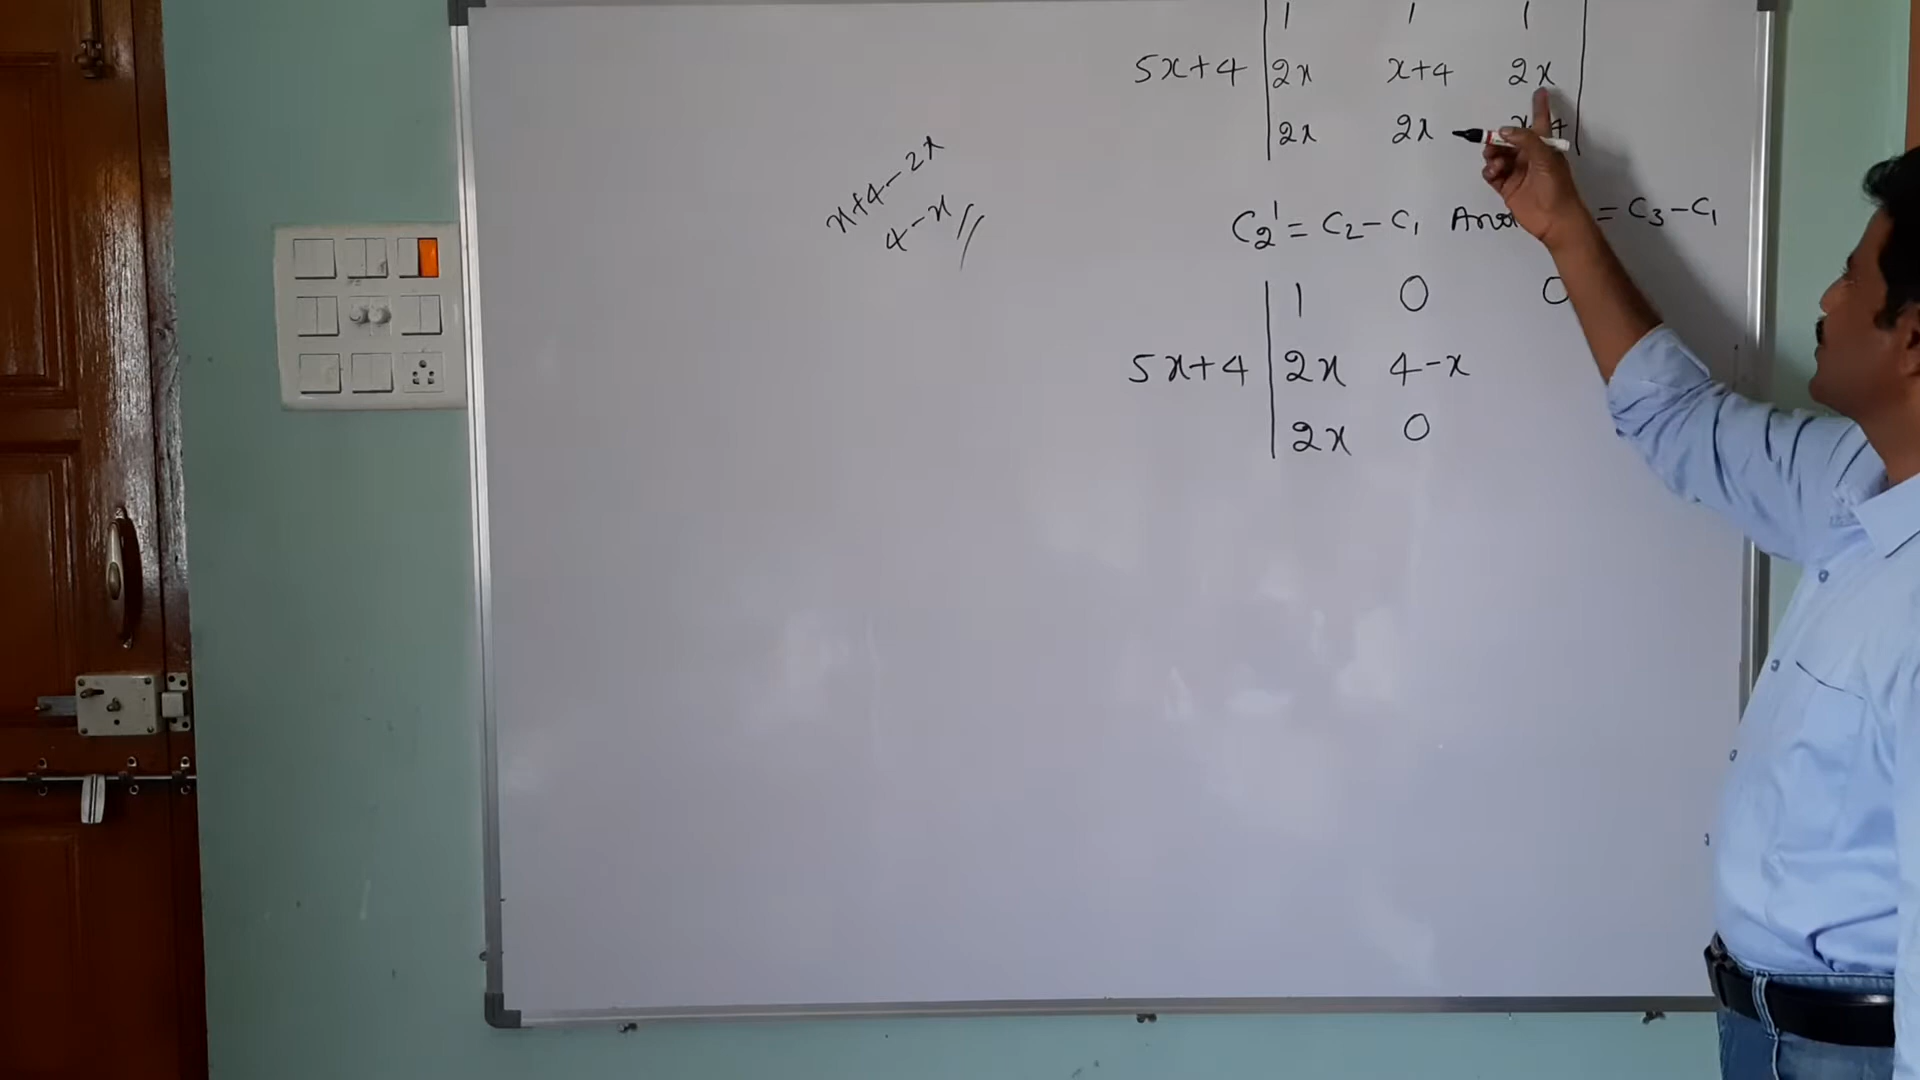 1 1 1
5x+4 2x x+4 2x
2x 2x
x+4-2x
4-x//
C2' = C2-C1 And = C3-C1
1 0 0
5x+4 2x 4-x
2x 0